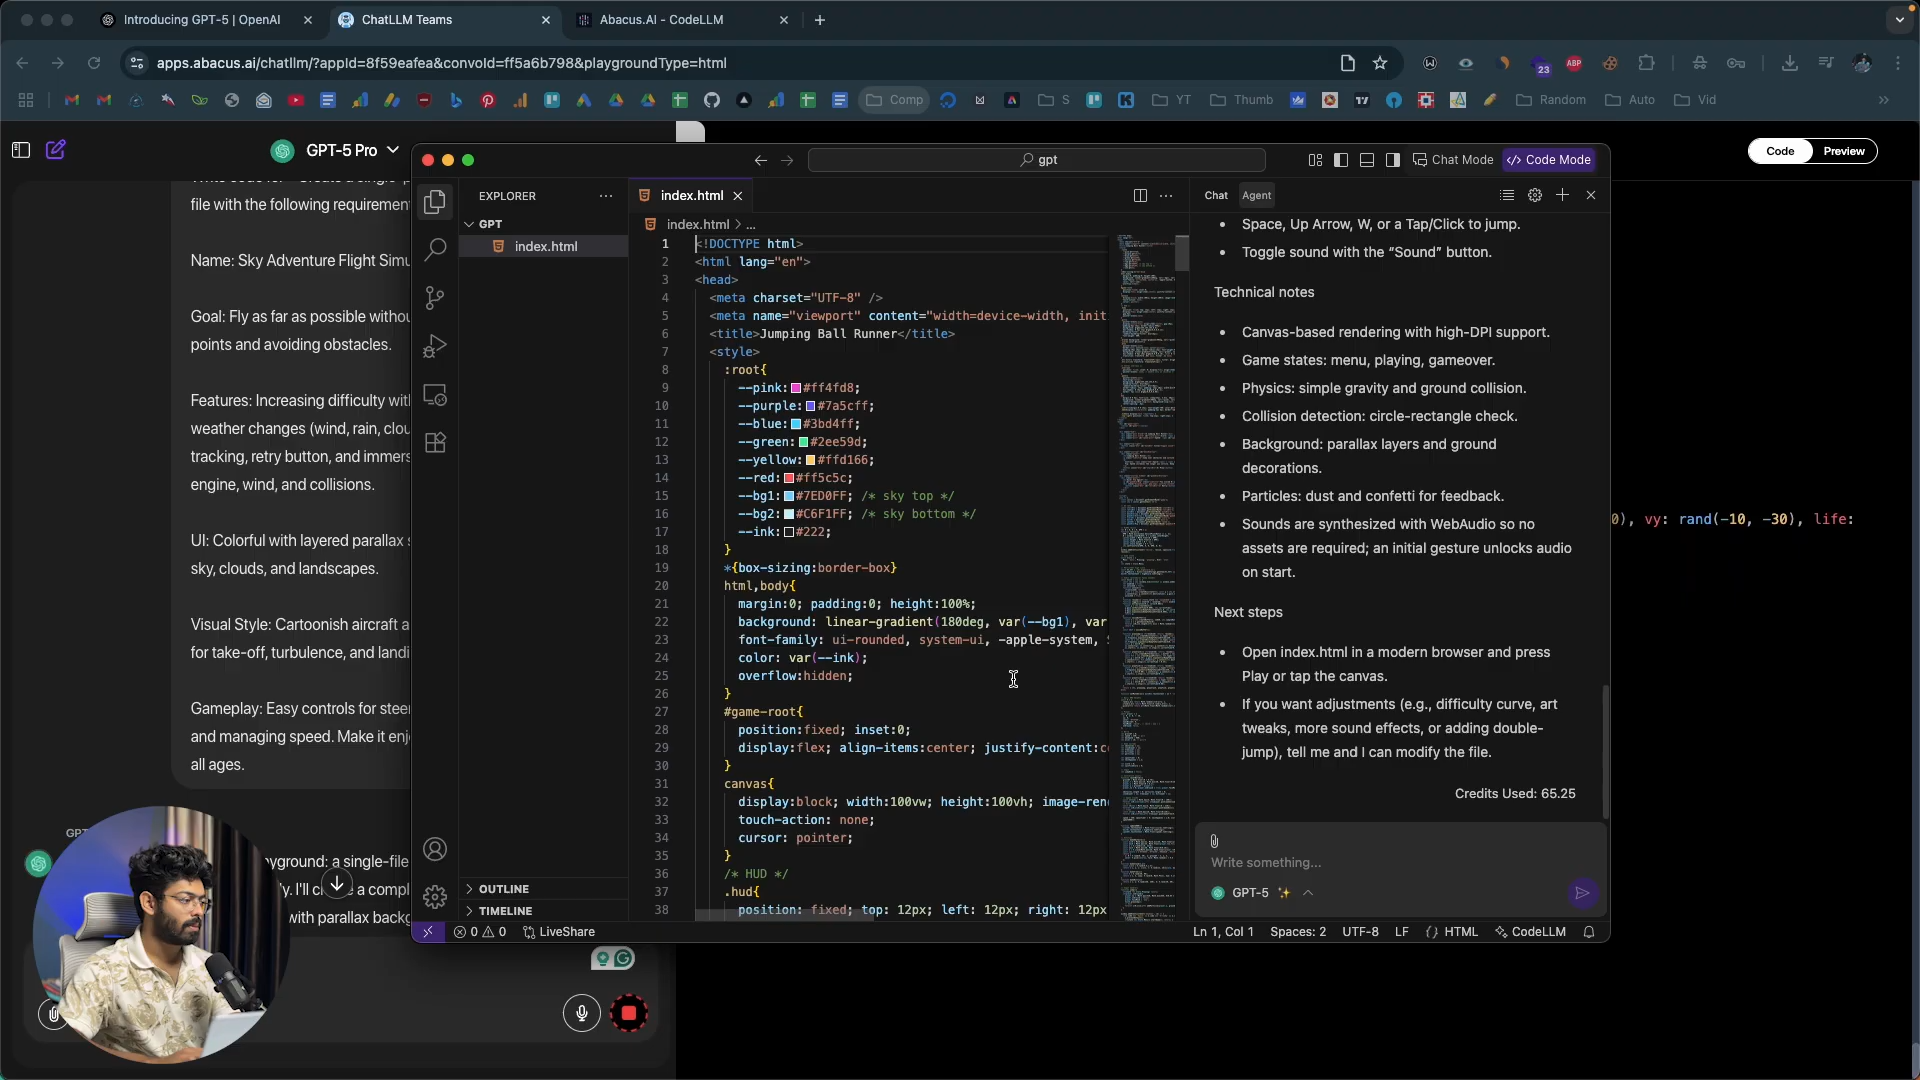 Introducing GPT-5 | OpenAI
ChatLLM Teams
Abacus.AI - CodeLLM
apps.abacus.ai/chatllm/?appId=8f59eafea&convoId=ff5a6b798&playgroundType=html
23
ABP
Comp
S
YT
Thumb
Random
Auto
Vid
GPT-5 Pro
Code
Preview
file with the following requirement
Name: Sky Adventure Flight Simu
Goal: Fly as far as possible withou
points and avoiding obstacles.
Features: Increasing difficulty wit
weather changes (wind, rain, clou
tracking, retry button, and immers
engine, wind, and collisions.
UI: Colorful with layered parallax s
sky, clouds, and landscapes.
Visual Style: Cartoonish aircraft a
for take-off, turbulence, and landi
Gameplay: Easy controls for steer
and managing speed. Make it enj
all ages.
GPT
yground: a single-file
ly. I'll cr a compl
with parallax backg
gpt
Chat Mode
</> Code Mode
EXPLORER
GPT
index.html
OUTLINE
TIMELINE
index.html
index.html > ...
1 <!DOCTYPE html>
2 <html lang="en">
3 <head>
4 <meta charset="UTF-8" />
5 <meta name="viewport" content="width=device-width, init
6 <title>Jumping Ball Runner</title>
7 <style>
8 :root{
9 --pink: #ff4fd8;
10 --purple: #7a5cff;
11 --blue: #3bd4ff;
12 --green: #2ee59d;
13 --yellow: #ffd166;
14 --red: #ff5c5c;
15 --bg1: #7ED0FF; /* sky top */
16 --bg2: #C6F1FF; /* sky bottom */
17 --ink: #222;
18 }
19 *{box-sizing:border-box}
20 html,body{
21 margin:0; padding:0; height:100%;
22 background: linear-gradient(180deg, var(--bg1), var
23 font-family: ui-rounded, system-ui, -apple-system, S
24 color: var(--ink);
25 overflow:hidden;
26 }
27 #game-root{
28 position:fixed; inset:0;
29 display:flex; align-items:center; justify-content:ce
30 }
31 canvas{
32 display:block; width:100vw; height:100vh; image-ren
33 touch-action: none;
34 cursor: pointer;
35 }
36 /* HUD */
37 .hud{
38 position: fixed; top: 12px; left: 12px; right: 12px
Chat
Agent
• Space, Up Arrow, W, or a Tap/Click to jump.
• Toggle sound with the “Sound” button.
Technical notes
• Canvas-based rendering with high-DPI support.
• Game states: menu, playing, gameover.
• Physics: simple gravity and ground collision.
• Collision detection: circle-rectangle check.
• Background: parallax layers and ground
decorations.
• Particles: dust and confetti for feedback.
• Sounds are synthesized with WebAudio so no
assets are required; an initial gesture unlocks audio
on start.
Next steps
• Open index.html in a modern browser and press
Play or tap the canvas.
• If you want adjustments (e.g., difficulty curve, art
tweaks, more sound effects, or adding double-
jump), tell me and I can modify the file.
Credits Used: 65.25
Write something...
GPT-5
0), vy: rand(-10, -30), life:
0 0
LiveShare
Ln 1, Col 1
Spaces: 2
UTF-8
LF
{} HTML
CodeLLM